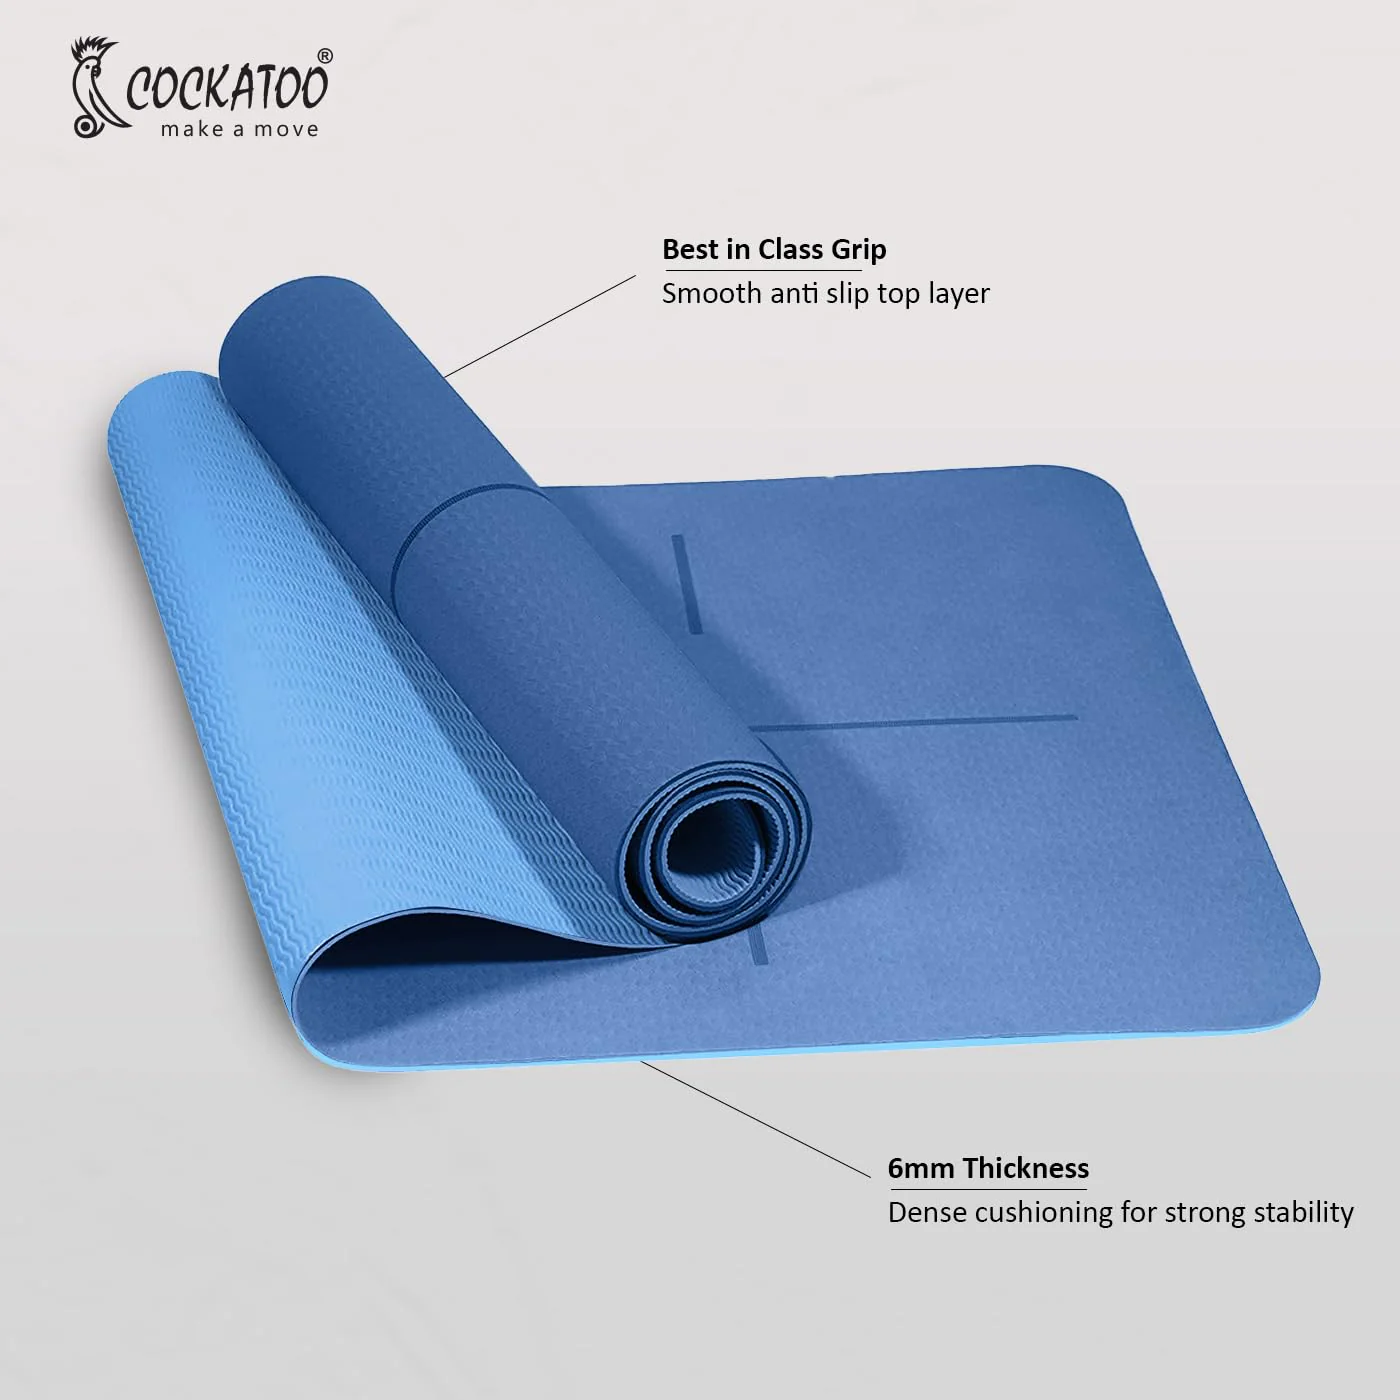 COCKATOO®
make a move
Best in Class Grip
Smooth anti slip top layer
6mm Thickness
Dense cushioning for strong stability